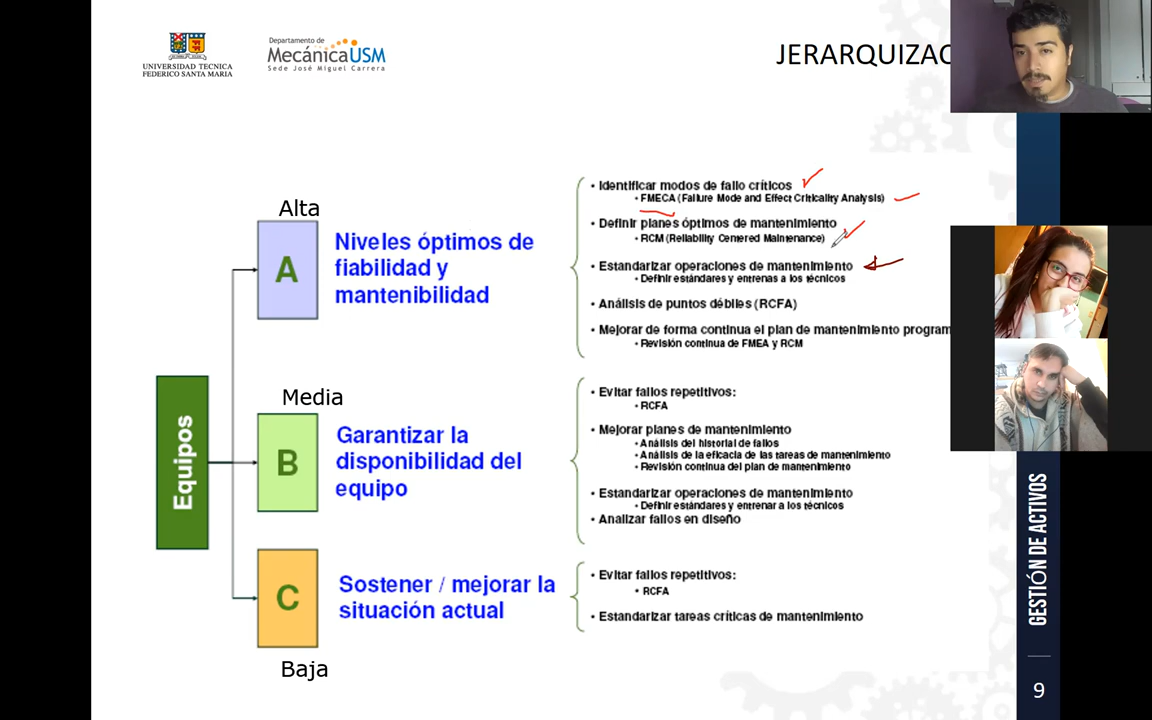 UNIVERSIDAD TECNICA
FEDERICO SANTA MARIA
Departamento de
MecánicaUSM
Sede José Miguel Carrera
JERARQUIZAC
Equipos
Alta
A
Niveles óptimos de
fiabilidad y
mantenibilidad
• Identificar modos de fallo críticos
• FMECA (Failure Mode and Effect Criticality Analysis)
• Definir planes óptimos de mantenimiento
• RCM (Reliability Centered Maintenance)
• Estandarizar operaciones de mantenimiento
• Definir estándares y entrenas a los técnicos
• Análisis de puntos débiles (RCFA)
• Mejorar de forma continua el plan de mantenimiento program
• Revisión continua de FMEA y RCM
Media
B
Garantizar la
disponibilidad del
equipo
• Evitar fallos repetitivos:
• RCFA
• Mejorar planes de mantenimiento
• Análisis del historial de fallos
• Análisis de la eficacia de las tareas de mantenimiento
• Revisión continua del plan de mantenimiento
• Estandarizar operaciones de mantenimiento
• Definir estándares y entrenar a los técnicos
• Analizar fallos en diseño
C
Baja
Sostener / mejorar la
situación actual
• Evitar fallos repetitivos:
• RCFA
• Estandarizar tareas críticas de mantenimiento
GESTIÓN DE ACTIVOS
9